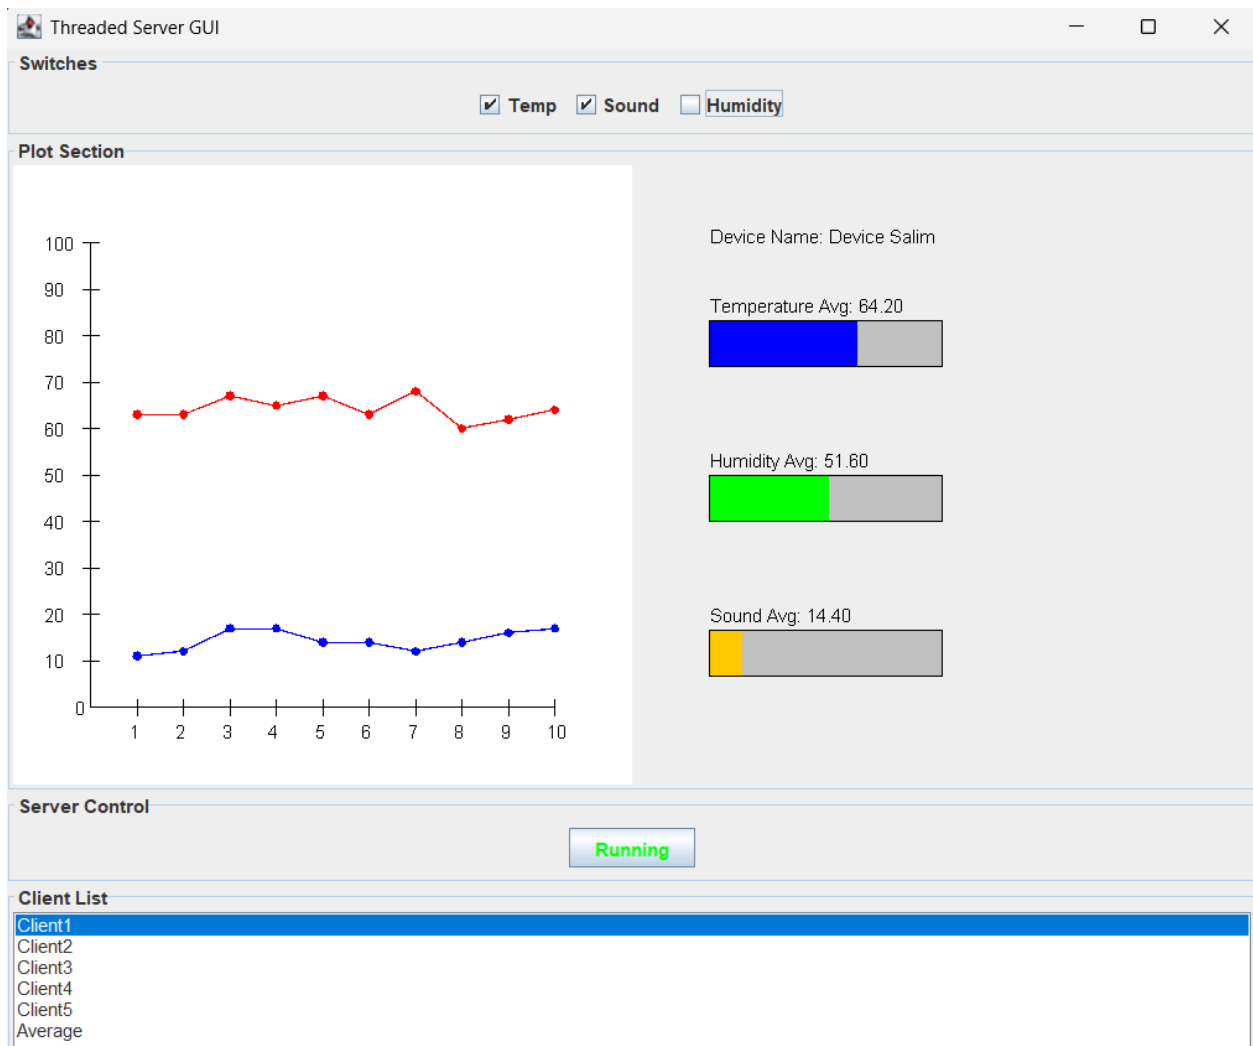 Threaded Server GUI
Switches
Temp Sound Humidity
Plot Section
100
90
80
70
60
50
40
30
20
10
0
1 2 3 4 5 6 7 8 9 10
Device Name: Device Salim
Temperature Avg: 64.20
Humidity Avg: 51.60
Sound Avg: 14.40
Server Control
Running
Client List
Client1
Client2
Client3
Client4
Client5
Average